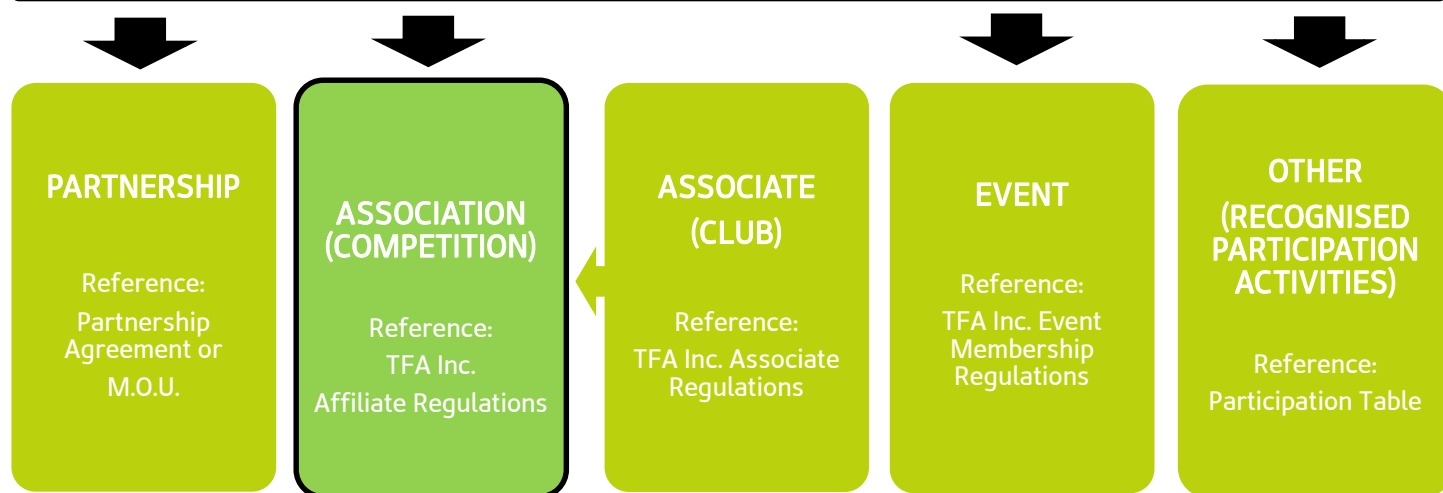 PARTNERSHIP
Reference:
Partnership
Agreement or
M.O.U.
ASSOCIATION
(COMPETITION)
Reference:
TFA Inc.
Affiliate Regulations
ASSOCIATE
(CLUB)
Reference:
TFA Inc. Associate
Regulations
EVENT
Reference:
TFA Inc. Event
Membership
Regulations
OTHER
(RECOGNISED
PARTICIPATION
ACTIVITIES)
Reference:
Participation Table